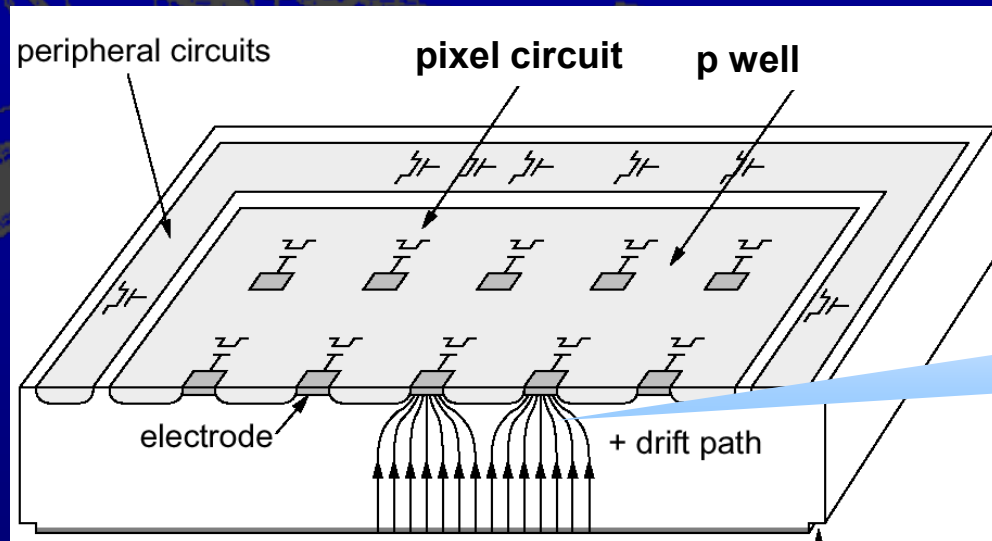 peripheral circuits
pixel circuit
p well
electrode
+ drift path